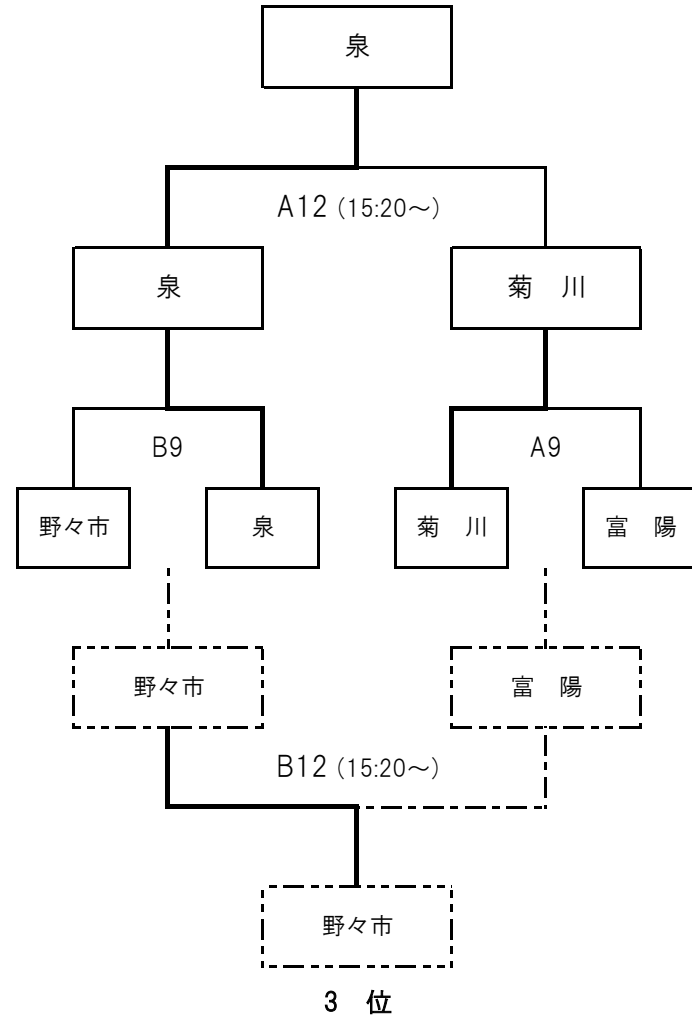 泉
A12 (15:20～)
泉
菊　川
B9
A9
野々市
泉
菊　川
富　陽
野々市
富　陽
B12 (15:20～)
野々市
3　位